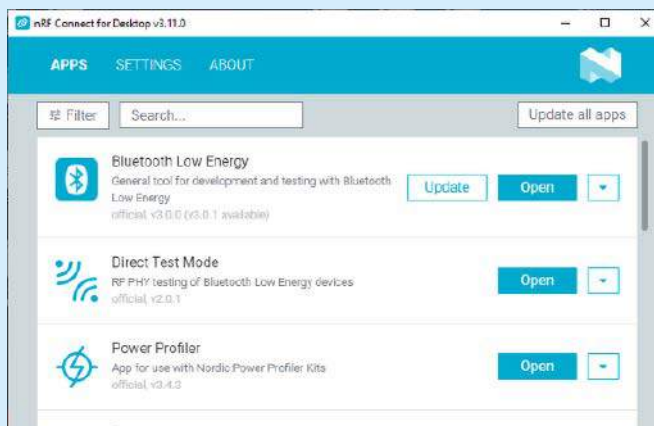 nRF Connect for Desktop v3.11.0
APPS SETTINGS ABOUT
Filter Search... Update all apps
Bluetooth Low Energy
General tool for development and testing with Bluetooth
Low Energy
official, v3.0.0 (v3.0.1 available)
Update Open
Direct Test Mode
RF PHY testing of Bluetooth Low Energy devices
official, v2.0.1
Open
Power Profiler
App for use with Nordic Power Profiler Kits
official, v3.4.3
Open